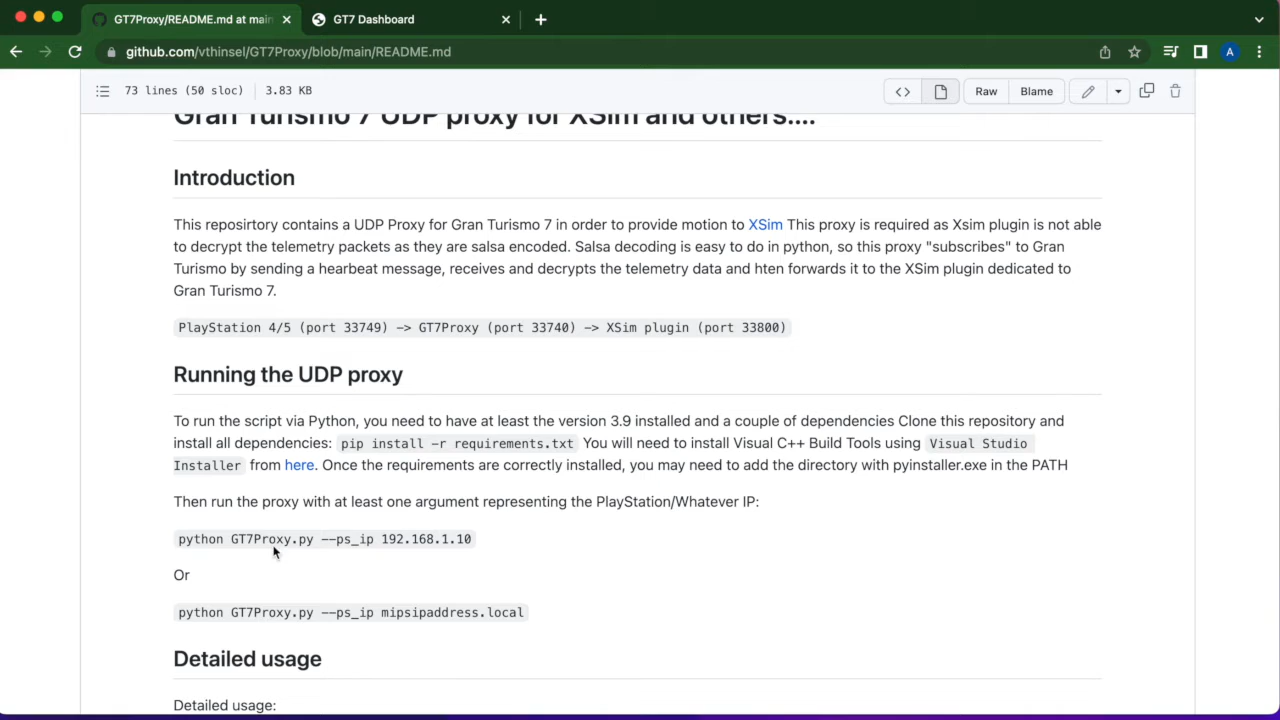 GT7Proxy/README.md at main
GT7 Dashboard
github.com/vthinsel/GT7Proxy/blob/main/README.md
A
73 lines (50 sloc)
3.83 KB
Raw
Blame
Gran Turismo 7 UDP proxy for XSim and others....
Introduction
This reposirtory contains a UDP Proxy for Gran Turismo 7 in order to provide motion to XSim This proxy is required as Xsim plugin is not able
to decrypt the telemetry packets as they are salsa encoded. Salsa decoding is easy to do in python, so this proxy "subscribes" to Gran
Turismo by sending a hearbeat message, receives and decrypts the telemetry data and hten forwards it to the XSim plugin dedicated to
Gran Turismo 7.
PlayStation 4/5 (port 33749) -> GT7Proxy (port 33740) -> XSim plugin (port 33800)
Running the UDP proxy
To run the script via Python, you need to have at least the version 3.9 installed and a couple of dependencies Clone this repository and
install all dependencies: pip install -r requirements.txt You will need to install Visual C++ Build Tools using Visual Studio
Installer from here. Once the requirements are correctly installed, you may need to add the directory with pyinstaller.exe in the PATH
Then run the proxy with at least one argument representing the PlayStation/Whatever IP:
python GT7Proxy.py --ps_ip 192.168.1.10
Or
python GT7Proxy.py --ps_ip mipsipaddress.local
Detailed usage
Detailed usage: